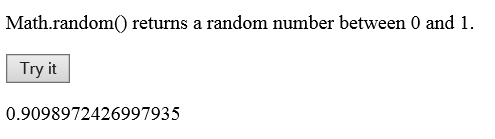 Math.random() returns a random number between 0 and 1.
Try it
0.9098972426997935